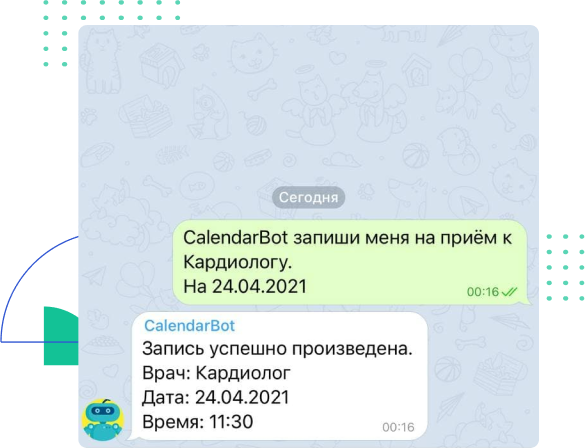 Сегодня
CalendarBot запиши меня на приём к
Кардиологу.
На 24.04.2021
00:16
CalendarBot
Запись успешно произведена.
Врач: Кардиолог
Дата: 24.04.2021
Время: 11:30
00:16